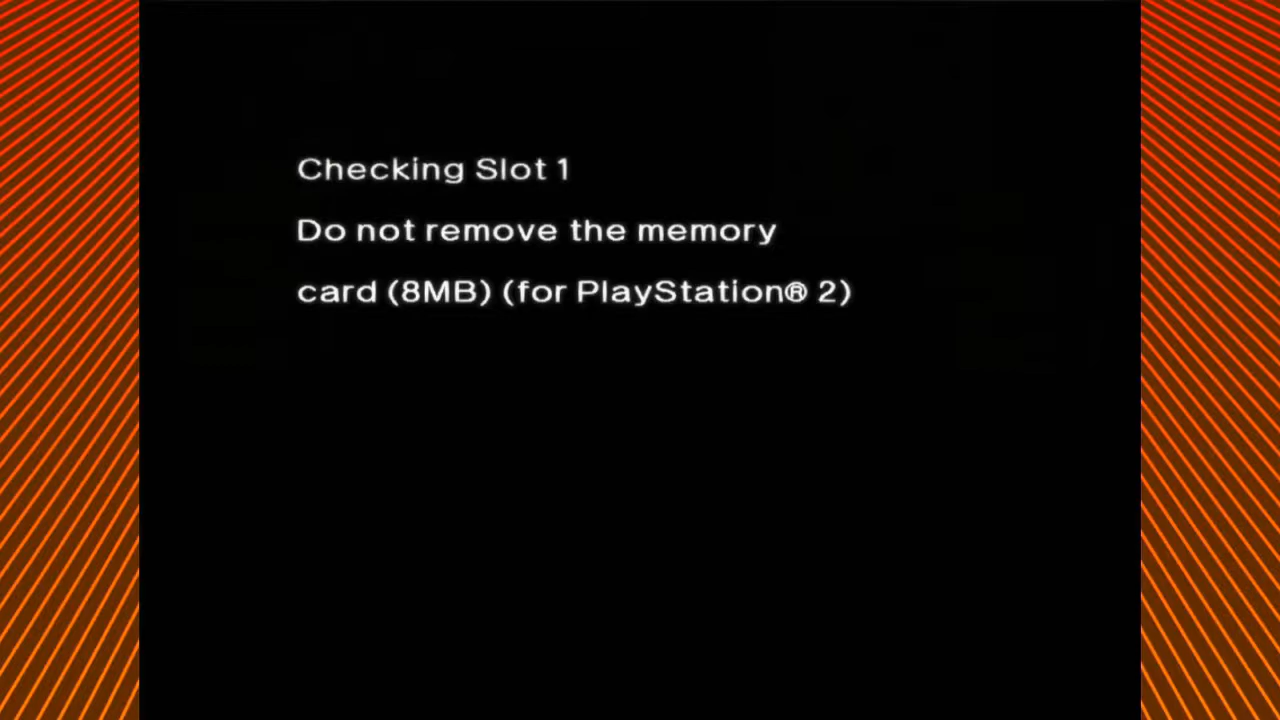 Checking Slot 1
Do not remove the memory
card (8MB) (for PlayStation® 2)